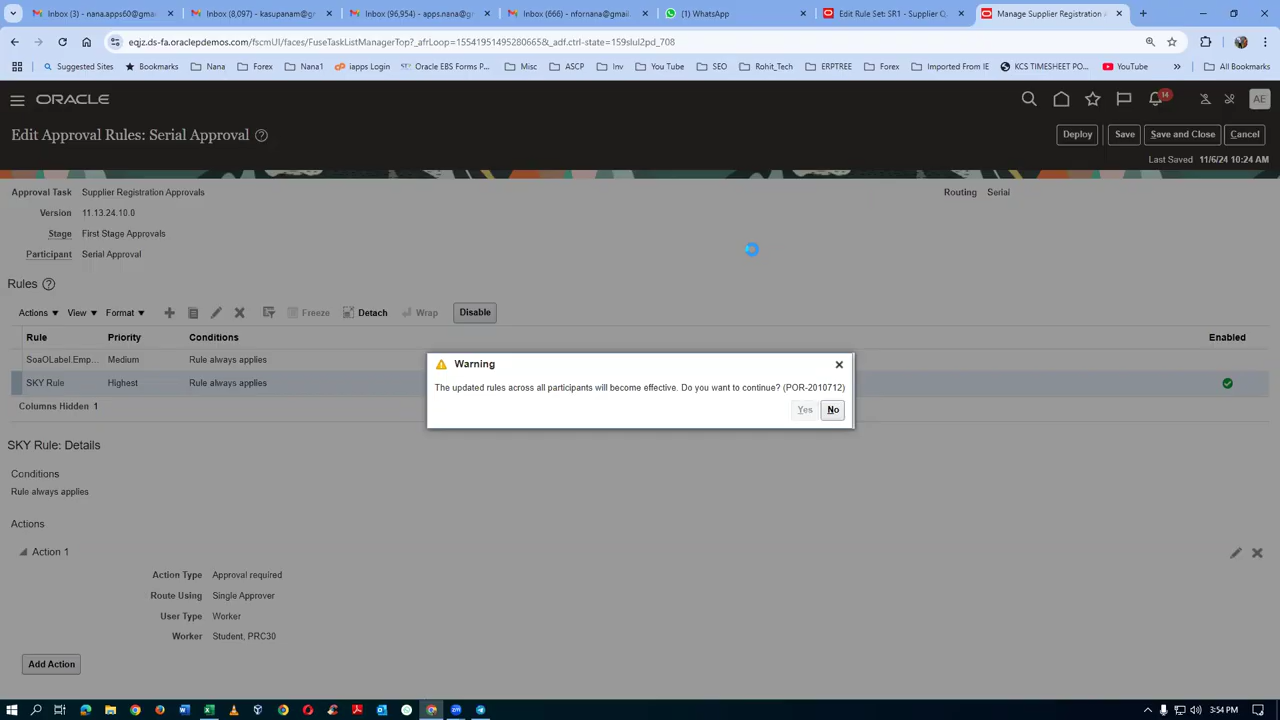 Inbox (3) - nana.apps60@gmail
Inbox (8,097) - kasupanam@gr
Inbox (96,954) - apps.nana@gr
Inbox (666) - nfornana@gmail.
(1) WhatsApp
Edit Rule Set: SR1 - Supplier Q
Manage Supplier Registration
eqjz.ds-fa.oraclepdemos.com/fscmUI/faces/FuseTaskListManagerTop?_afrLoop=15541951495280665&_adf.ctrl-state=159slul2pd_708
Suggested Sites
Bookmarks
Nana
Forex
Nana1
iapps Login
Oracle EBS Forms P...
Misc
ASCP
Inv
You Tube
SEO
Rohit_Tech
ERPTREE
Forex
Imported From IE
KCS TIMESHEET PO...
YouTube
All Bookmarks
ORACLE
14
AE
Edit Approval Rules: Serial Approval
Deploy
Save
Save and Close
Cancel
Last Saved 11/6/24 10:24 AM
Approval Task Supplier Registration Approvals
Routing Serial
Version 11.13.24.10.0
Stage First Stage Approvals
Participant Serial Approval
Rules
Actions View Format Freeze Detach Wrap Disable
Rule Priority Conditions Enabled
SoaOLabel.Emp... Medium Rule always applies
SKY Rule Highest Rule always applies
Columns Hidden 1
Warning
The updated rules across all participants will become effective. Do you want to continue? (POR-2010712)
Yes No
SKY Rule: Details
Conditions
Rule always applies
Actions
Action 1
Action Type Approval required
Route Using Single Approver
User Type Worker
Worker Student, PRC30
Add Action
3:54 PM